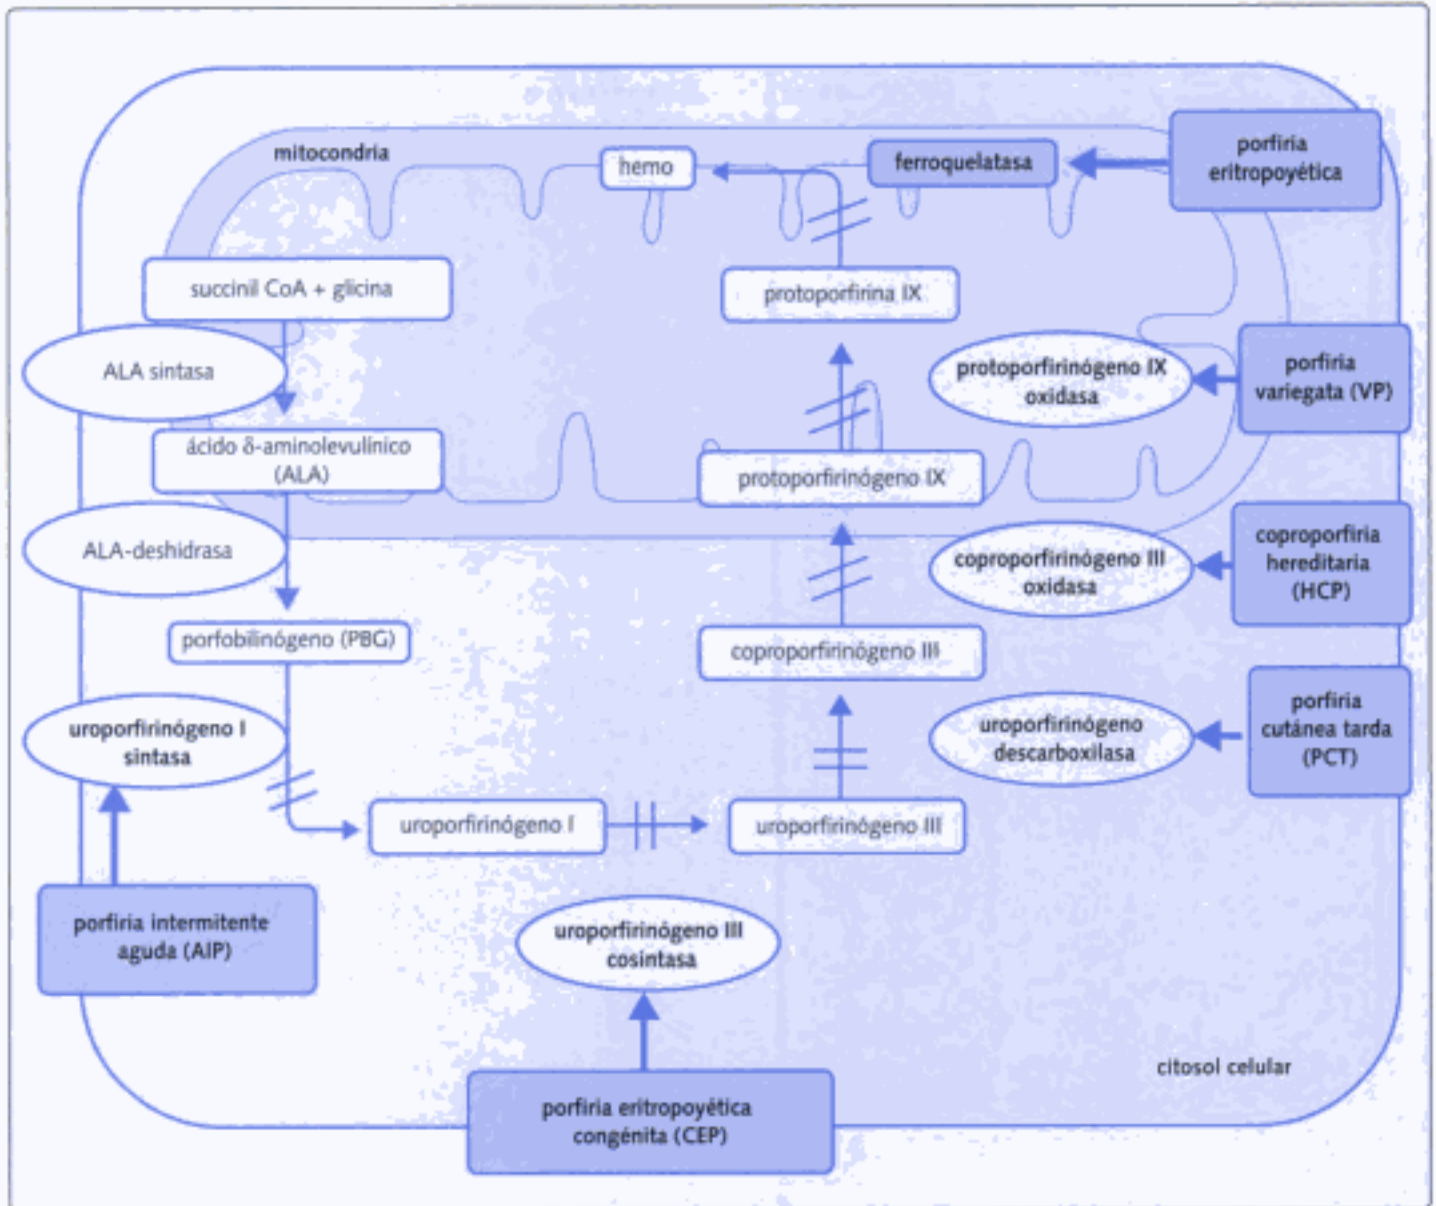 mitocondria
hemo
ferroquelatasa
porfiria
eritropoyética
succinil CoA + glicina
protoporfirina IX
ALA sintasa
protoporfirinógeno IX
oxidasa
porfiria
variegata (VP)
ácido δ-aminolevulínico
(ALA)
protoporfirinógeno IX
ALA-deshidrasa
coproporfirinógeno III
oxidasa
coproporfiria
hereditaria
(HCP)
porfobilinógeno (PBG)
coproporfirinógeno III
uroporfirinógeno I
sintasa
uroporfirinógeno
descarboxilasa
porfiria
cutánea tarda
(PCT)
uroporfirinógeno I
uroporfirinógeno III
porfiria intermitente
aguda (AIP)
uroporfirinógeno III
cosintasa
citosol celular
porfiria eritropoyética
congénita (CEP)